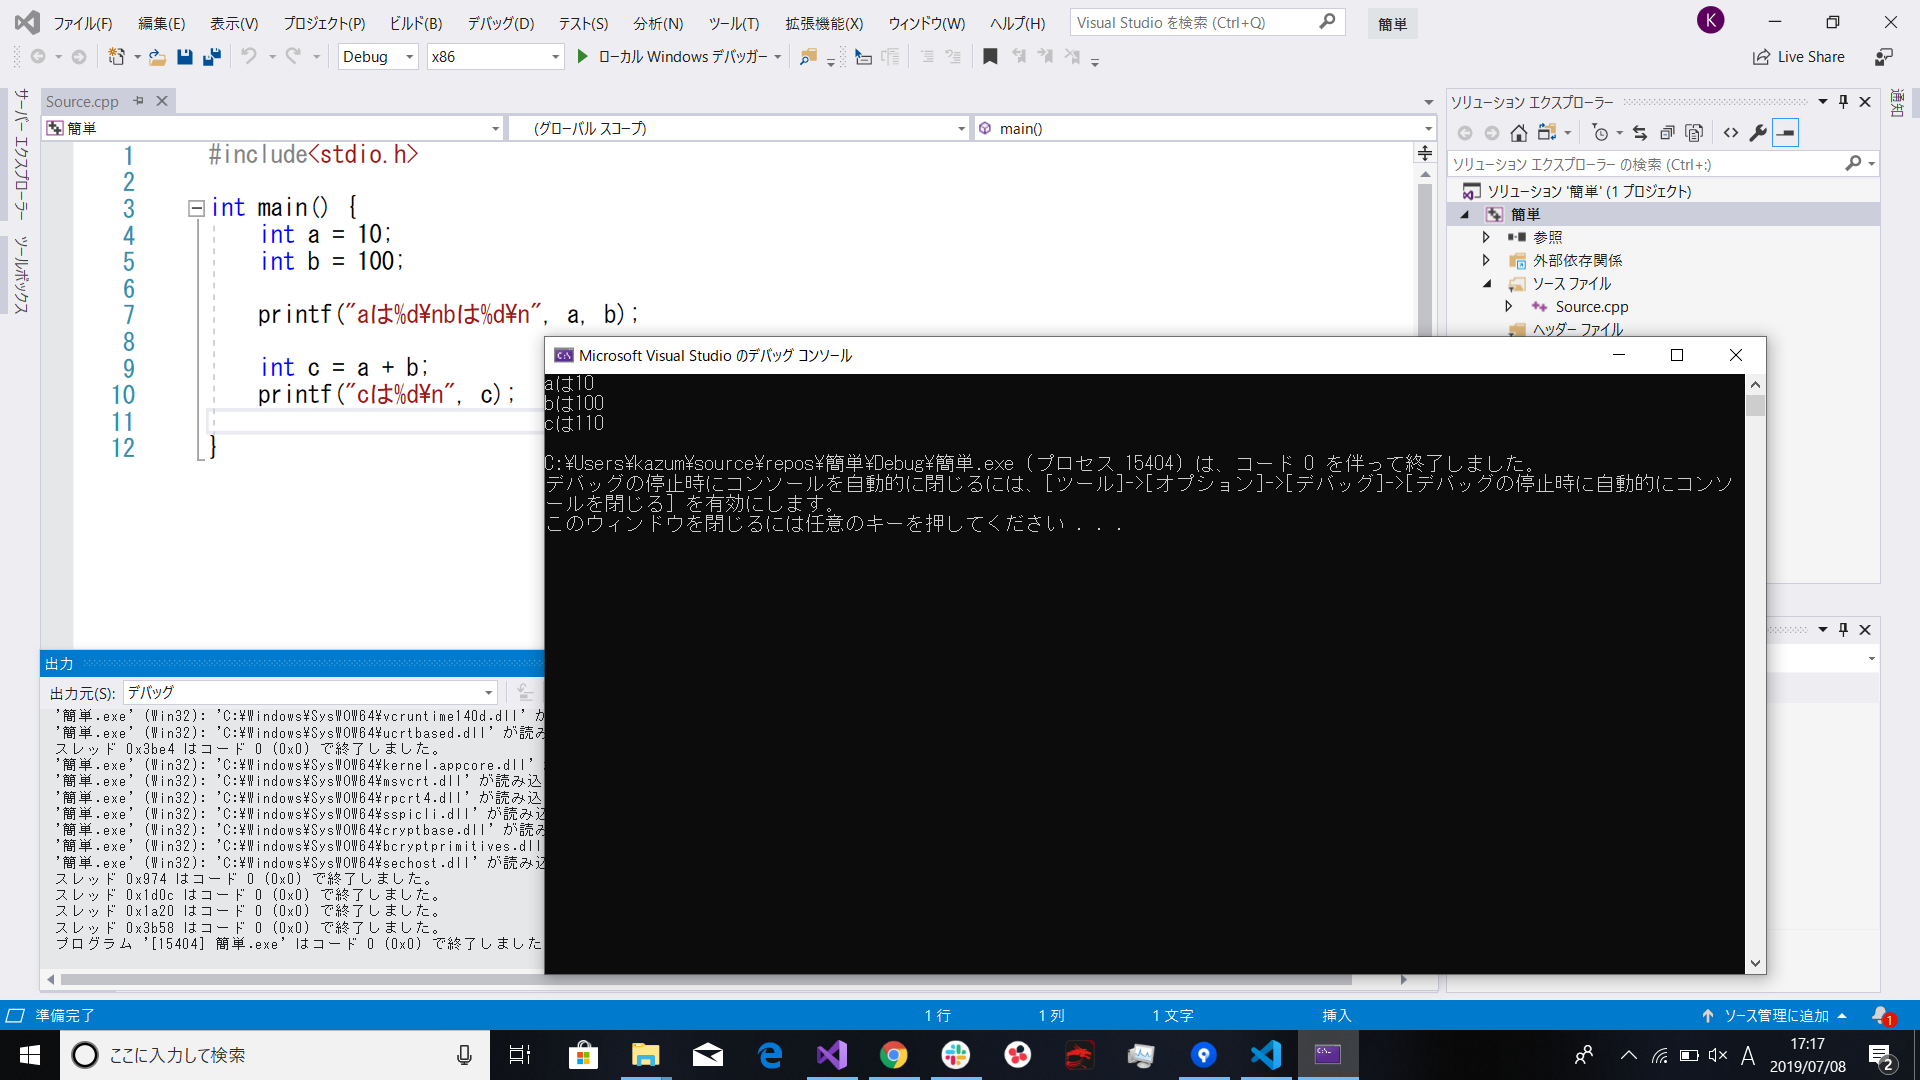 ファイル(F) 編集(E) 表示(V) プロジェクト(P) ビルド(B) デバッグ(D) テスト(S) 分析(N) ツール(T) 拡張機能(X) ウィンドウ(W) ヘルプ(H) Visual Studio を検索 (Ctrl+Q) 簡単 K
Debug x86 ローカル Windows デバッガー Live Share
サーバー エクスプローラー
ツールボックス
Source.cpp
簡単 (グローバル スコープ) main()
1 #include<stdio.h>
2
3 int main() {
4 int a = 10;
5 int b = 100;
6
7 printf("aは%d¥nbは%d¥n", a, b);
8
9 int c = a + b;
10 printf("cは%d¥n", c);
11
12 }
ソリューション エクスプローラー
ソリューション エクスプローラー の検索 (Ctrl+:)
ソリューション '簡単' (1 プロジェクト)
簡単
参照
外部依存関係
ソース ファイル
Source.cpp
ヘッダー ファイル
通知
Microsoft Visual Studio のデバッグ コンソール
aは10
bは100
cは110
C:¥Users¥kazum¥source¥repos¥簡単¥Debug¥簡単.exe (プロセス 15404) は、コード 0 を伴って終了しました。
デバッグの停止時にコンソールを自動的に閉じるには、[ツール]->[オプション]->[デバッグ]->[デバッグの停止時に自動的にコンソ
ールを閉じる] を有効にします。
このウィンドウを閉じるには任意のキーを押してください . . .
出力
出力元(S): デバッグ
'簡単.exe' (Win32): 'C:¥Windows¥SysWOW64¥vcruntime140d.dll' が
'簡単.exe' (Win32): 'C:¥Windows¥SysWOW64¥ucrtbased.dll' が読み
スレッド 0x3be4 はコード 0 (0x0) で終了しました。
'簡単.exe' (Win32): 'C:¥Windows¥SysWOW64¥kernel.appcore.dll'
'簡単.exe' (Win32): 'C:¥Windows¥SysWOW64¥msvcrt.dll' が読み込
'簡単.exe' (Win32): 'C:¥Windows¥SysWOW64¥rpcrt4.dll' が読み込
'簡単.exe' (Win32): 'C:¥Windows¥SysWOW64¥sspicli.dll' が読み込
'簡単.exe' (Win32): 'C:¥Windows¥SysWOW64¥cryptbase.dll' が読み
'簡単.exe' (Win32): 'C:¥Windows¥SysWOW64¥bcryptprimitives.dll
'簡単.exe' (Win32): 'C:¥Windows¥SysWOW64¥sechost.dll' が読み込
スレッド 0x974 はコード 0 (0x0) で終了しました。
スレッド 0x1d0c はコード 0 (0x0) で終了しました。
スレッド 0x1a20 はコード 0 (0x0) で終了しました。
スレッド 0x3b58 はコード 0 (0x0) で終了しました。
プログラム '[15404] 簡単.exe' はコード 0 (0x0) で終了しました
準備完了 1 行 1 列 1 文字 挿入 ソース管理に追加 1
ここに入力して検索 A 17:17
2019/07/08 2